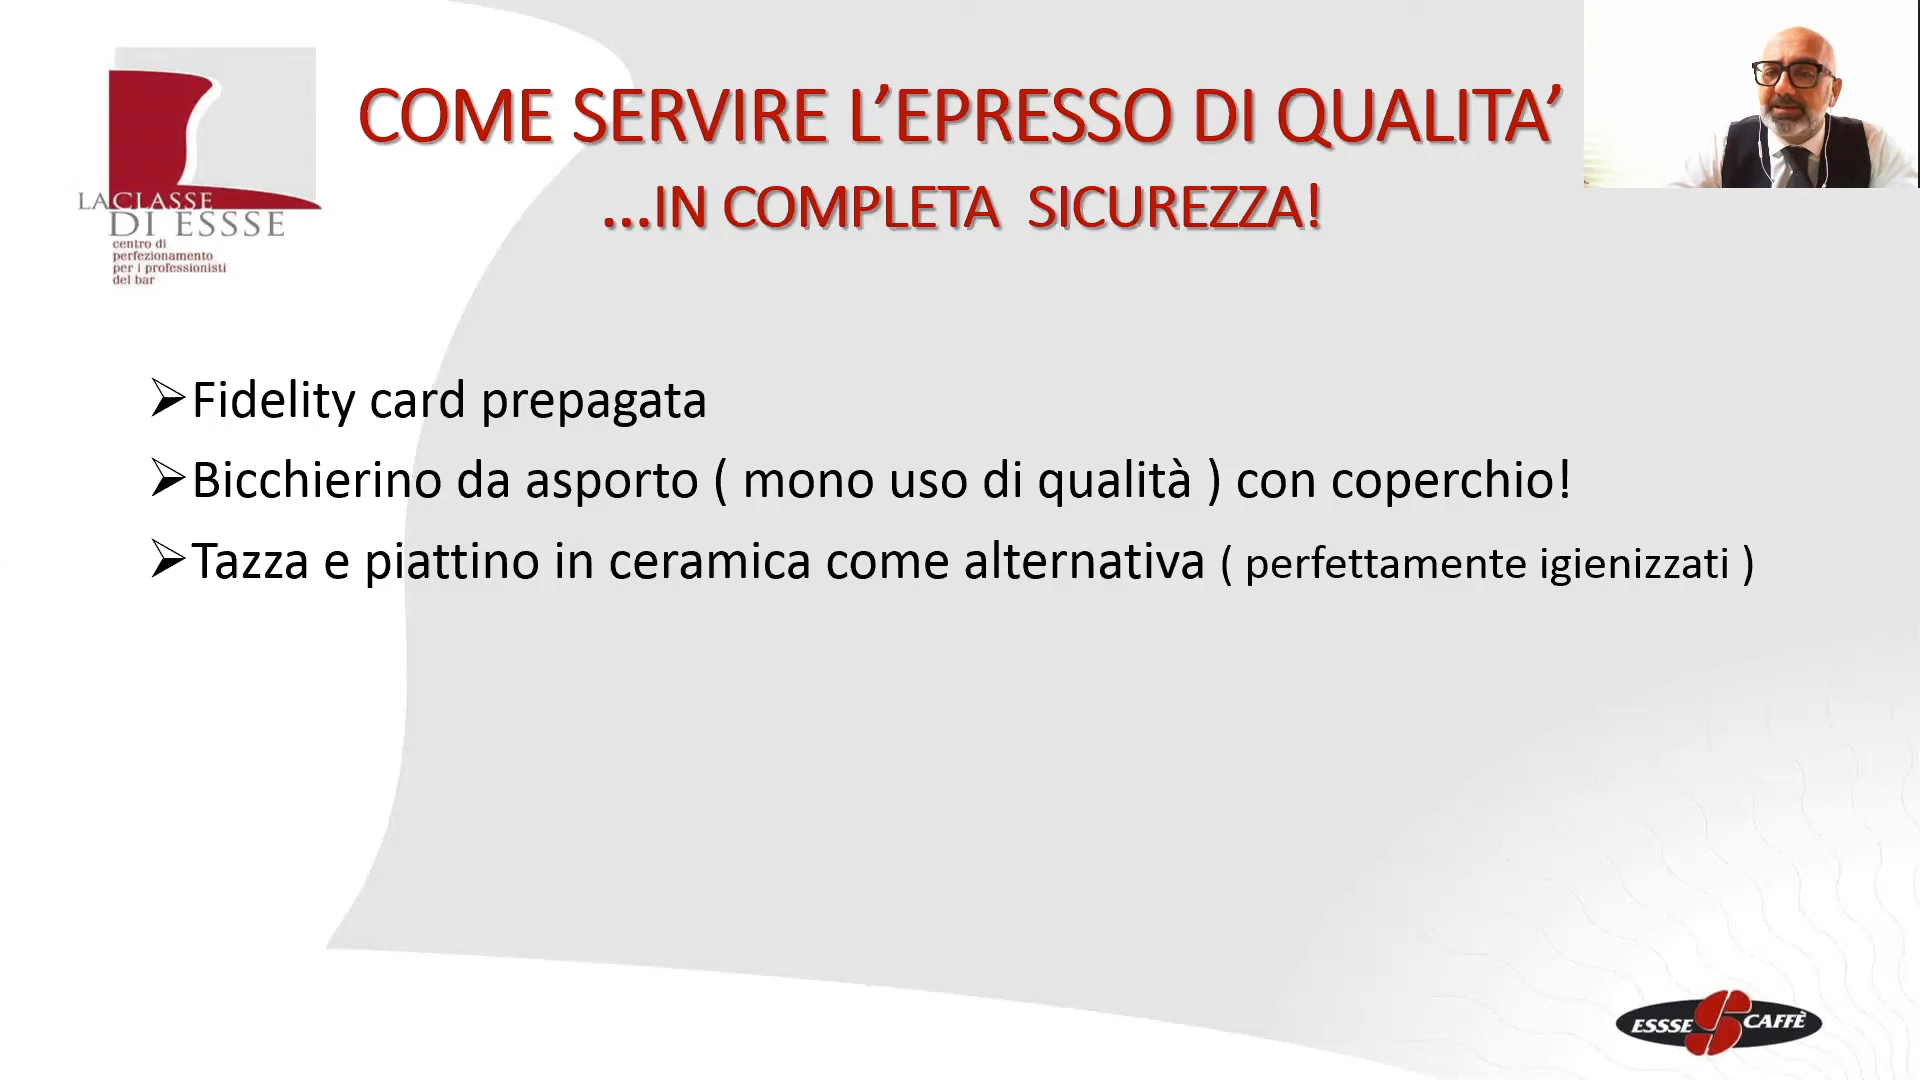 COME SERVIRE L’EPRESSO DI QUALITA’
...IN COMPLETA SICUREZZA!
LACLASSE
DI ESSSE
centro di
perfezionamento
per i professionisti
del bar
➢Fidelity card prepagata
➢Bicchierino da asporto ( mono uso di qualità ) con coperchio!
➢Tazza e piattino in ceramica come alternativa ( perfettamente igienizzati )
ESSSE CAFFÈ